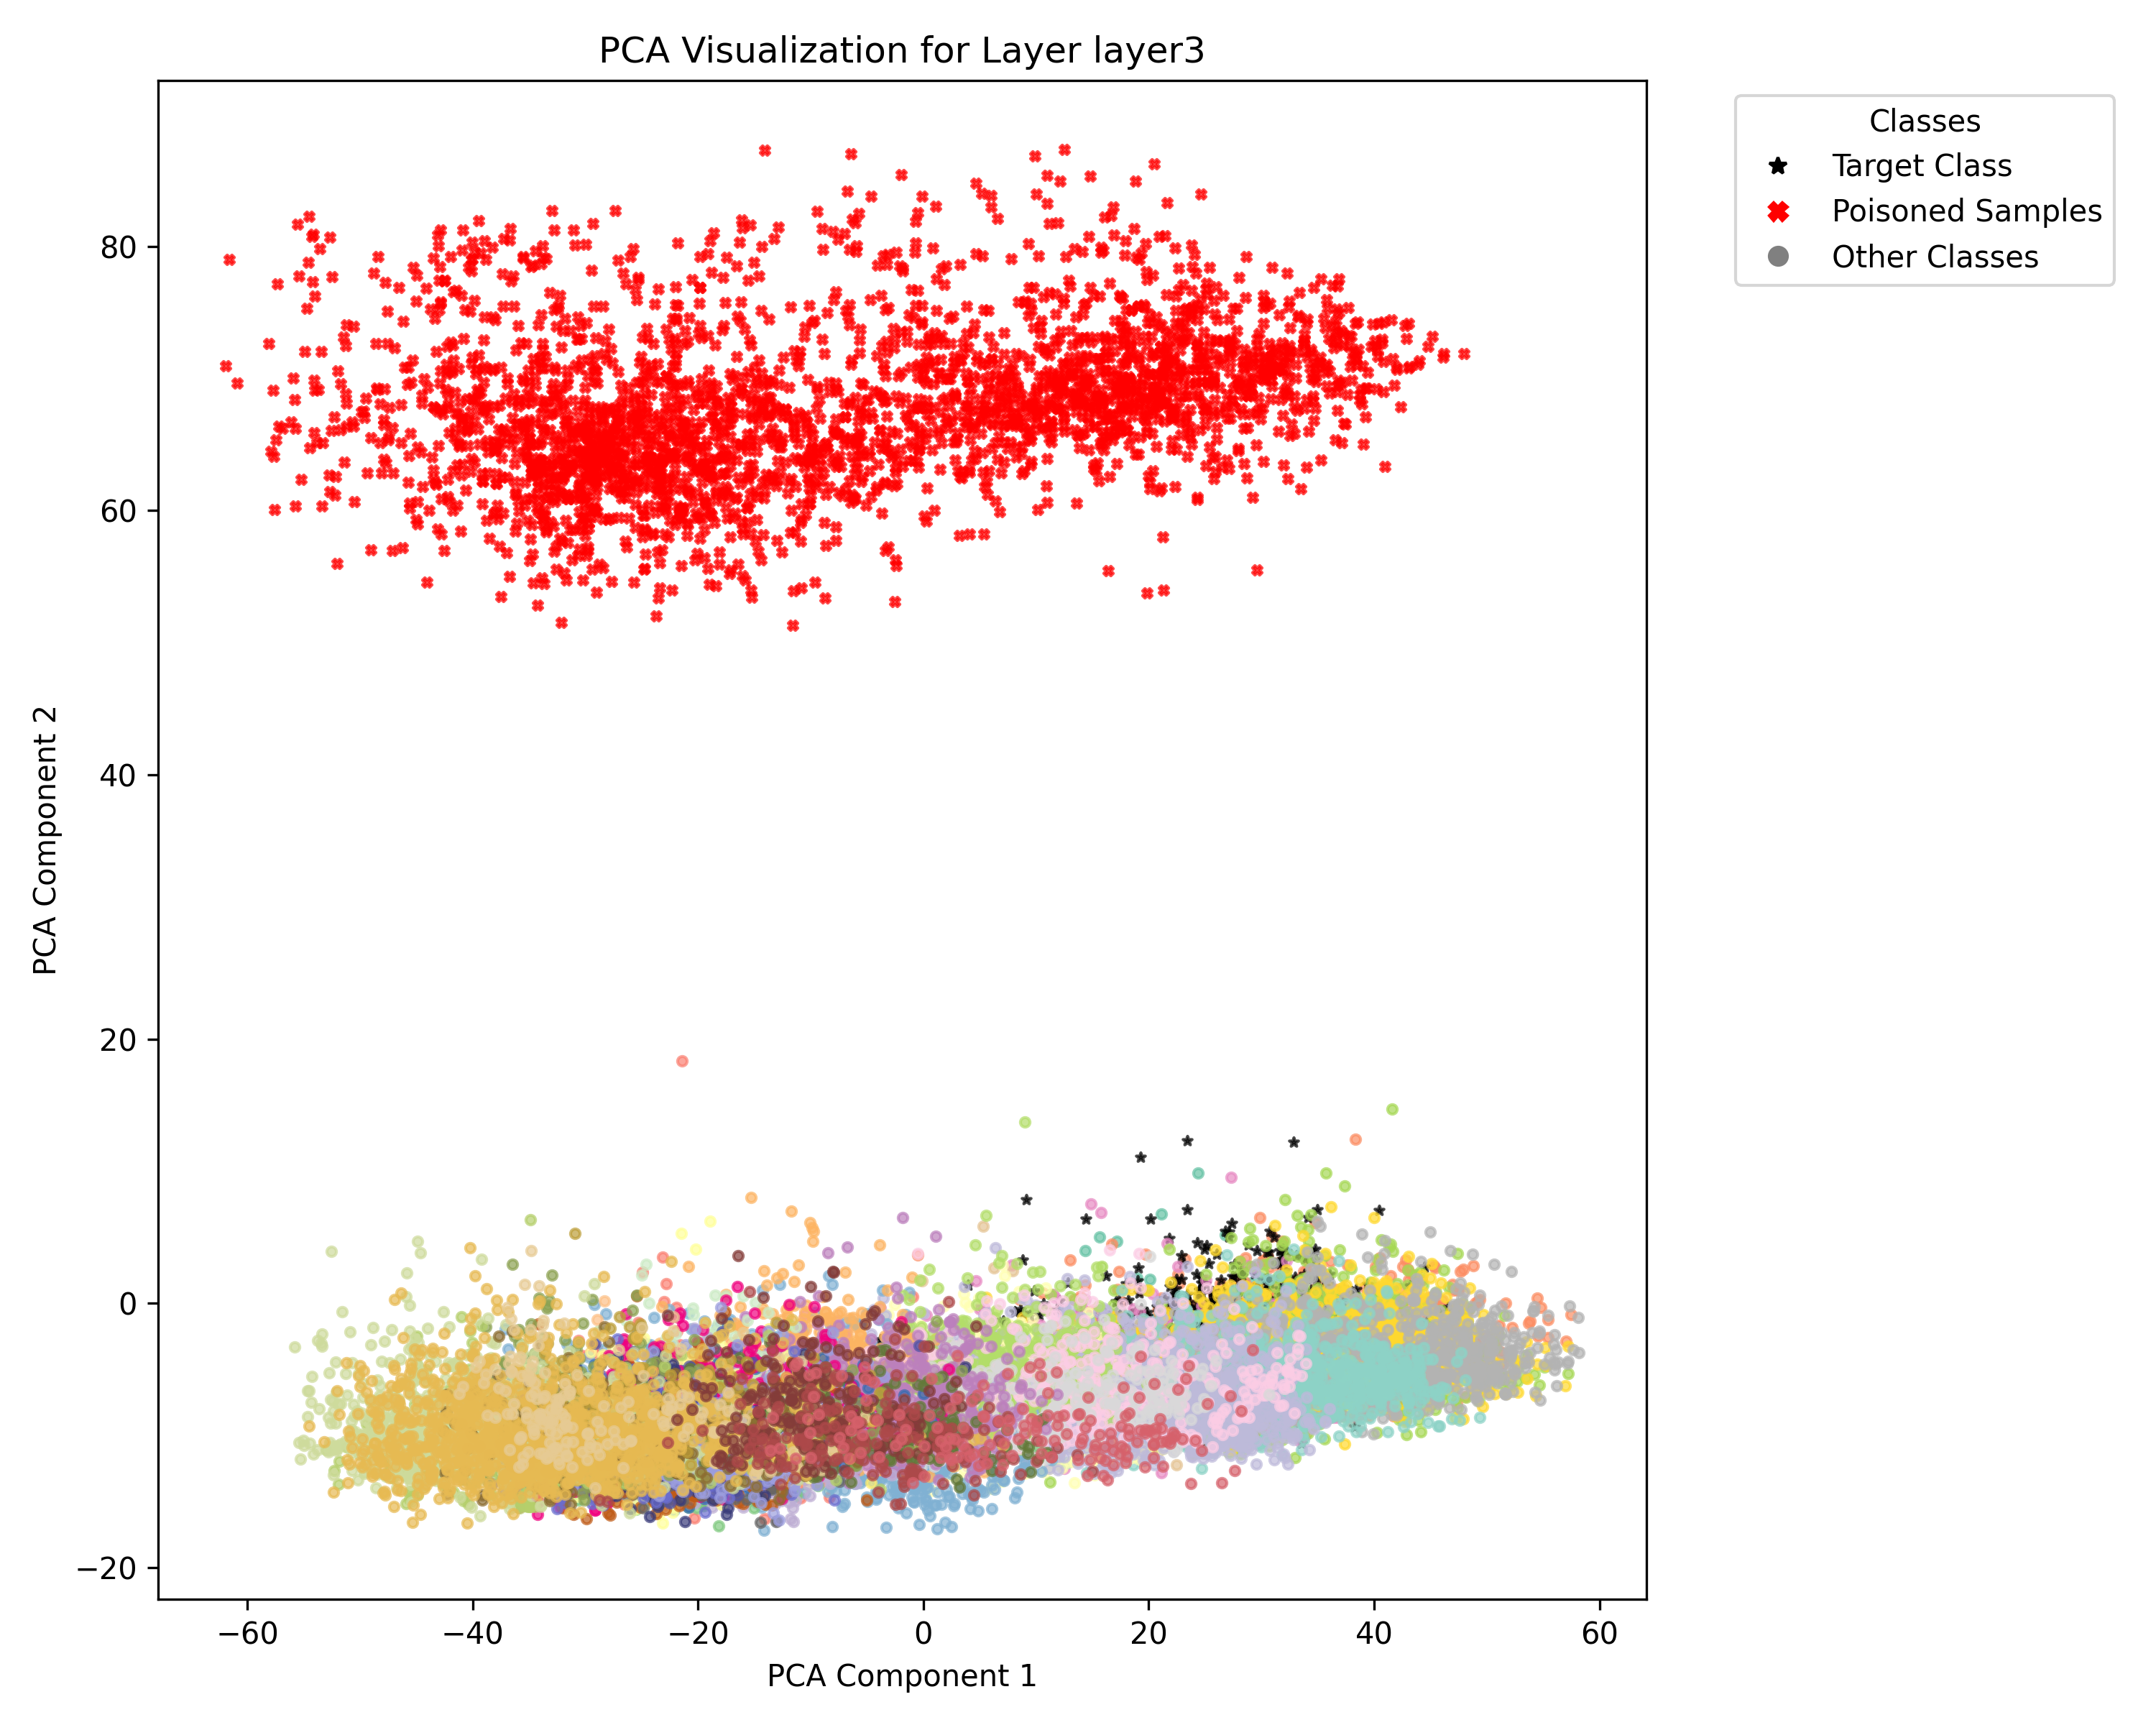 PCA Visualization for Layer layer3
Classes
Target Class
Poisoned Samples
Other Classes
80
60
40
20
0
−20
PCA Component 2
−60 −40 −20 0 20 40 60
PCA Component 1